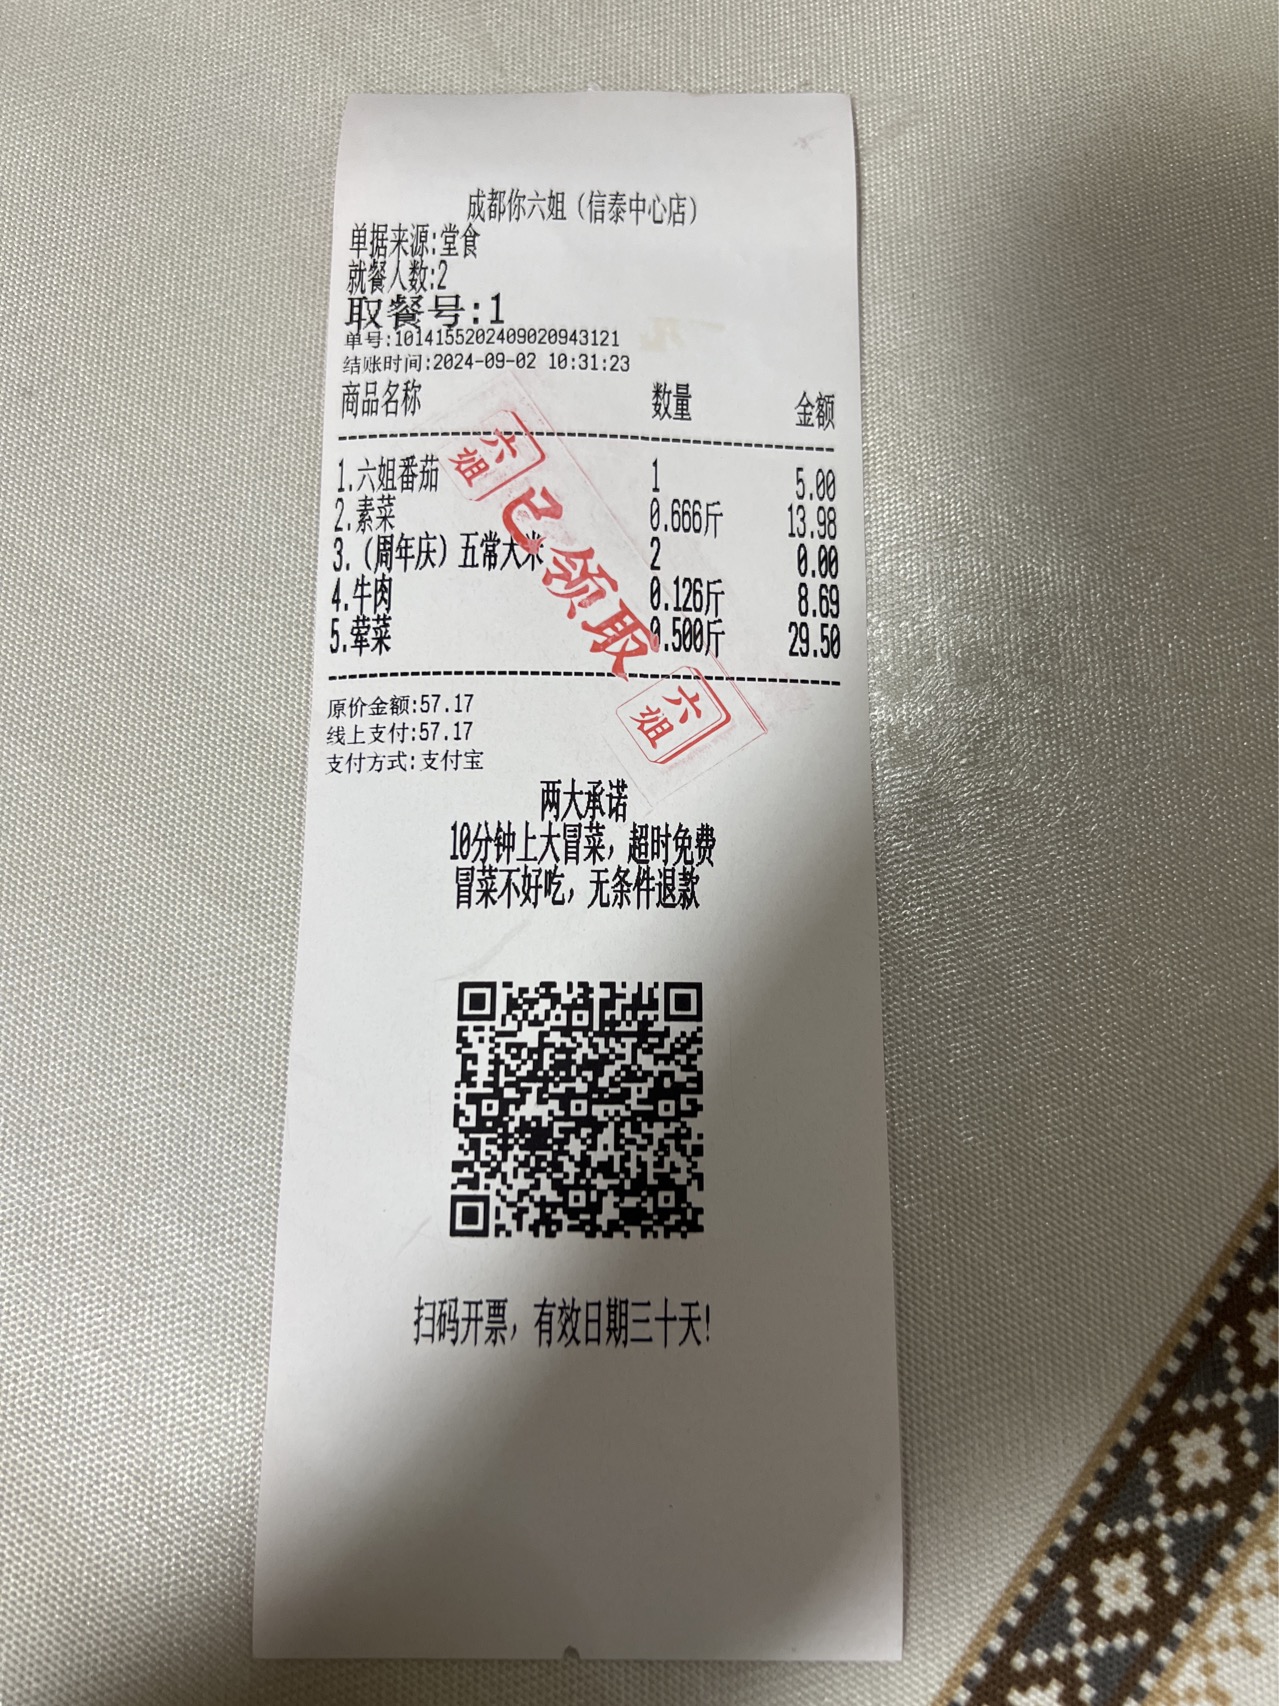 成都你六姐（信泰中心店）
单据来源:堂食
就餐人数:2
取餐号:1
单号:1014155202409020943121
结账时间:2024-09-02 10:31:23
商品名称 数量 金额
1.六姐番茄 1 5.00
2.素菜 0.666斤 13.98
3.（周年庆）五常大米 2 0.00
4.牛肉 0.126斤 8.69
5.荤菜 0.500斤 29.50
六姐 已领取 六姐
原价金额:57.17
线上支付:57.17
支付方式:支付宝
两大承诺
10分钟上大冒菜，超时免费
冒菜不好吃，无条件退款
扫码开票，有效日期三十天!